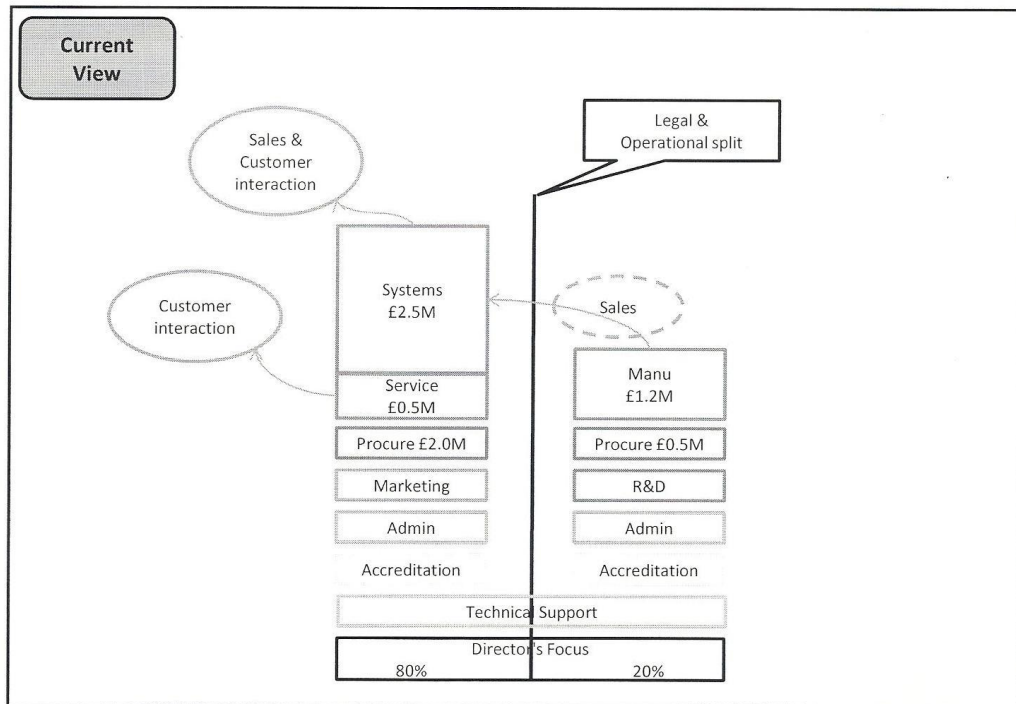 Current
View
Legal &
Operational split
Sales &
Customer
interaction
Systems
£2.5M
Sales
Customer
interaction
Manu
£1.2M
Service
£0.5M
Procure £2.0M
Procure £0.5M
Marketing
R&D
Admin
Admin
Accreditation
Accreditation
Technical Support
Director's Focus
80%
20%